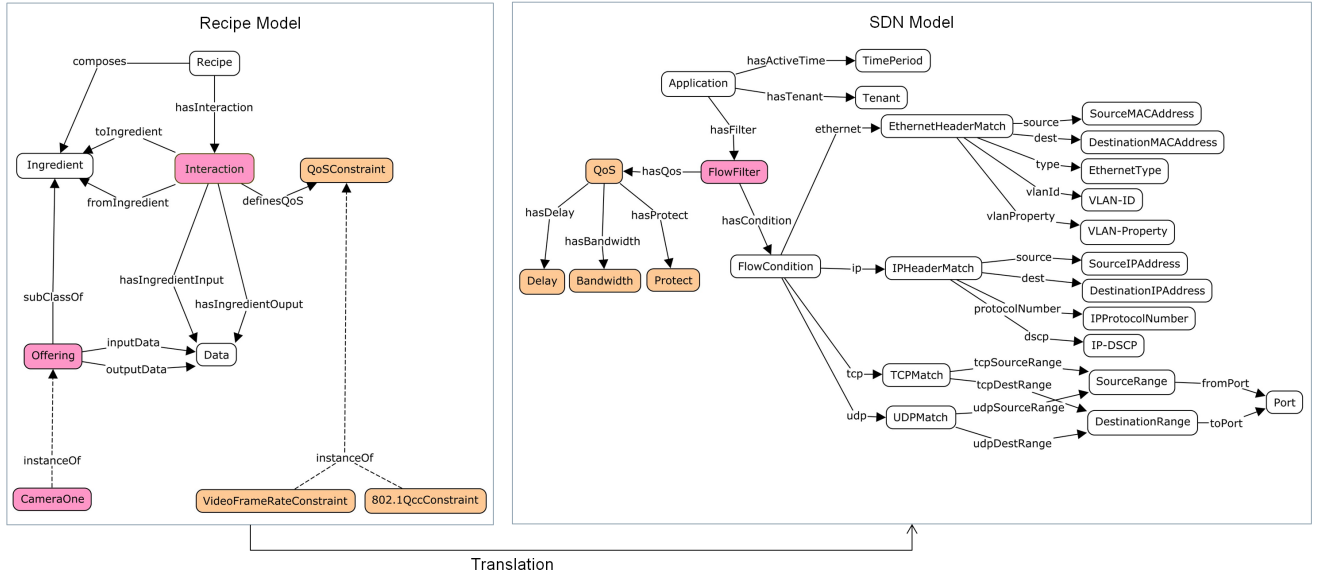 Recipe Model
composes
Recipe
hasInteraction
toIngredient
Ingredient
Interaction
QoSConstraint
fromIngredient
definesQoS
hasIngredientInput
hasIngredientOuput
subClassOf
inputData
Offering
Data
outputData
instanceOf
instanceOf
CameraOne
VideoFrameRateConstraint
802.1QccConstraint
SDN Model
hasActiveTime
TimePeriod
Application
hasTenant
Tenant
hasFilter
ethernet
EthernetHeaderMatch
source
SourceMACAddress
dest
DestinationMACAddress
type
EthernetType
vlanId
VLAN-ID
vlanProperty
VLAN-Property
QoS
hasQos
FlowFilter
hasDelay
hasProtect
hasBandwidth
hasCondition
Delay
Bandwidth
Protect
FlowCondition
ip
IPHeaderMatch
source
SourceIPAddress
dest
DestinationIPAddress
protocolNumber
IPProtocolNumber
dscp
IP-DSCP
tcp
TCPMatch
tcpSourceRange
tcpDestRange
SourceRange
fromPort
Port
udp
UDPMatch
udpSourceRange
DestinationRange
toPort
udpDestRange
Translation